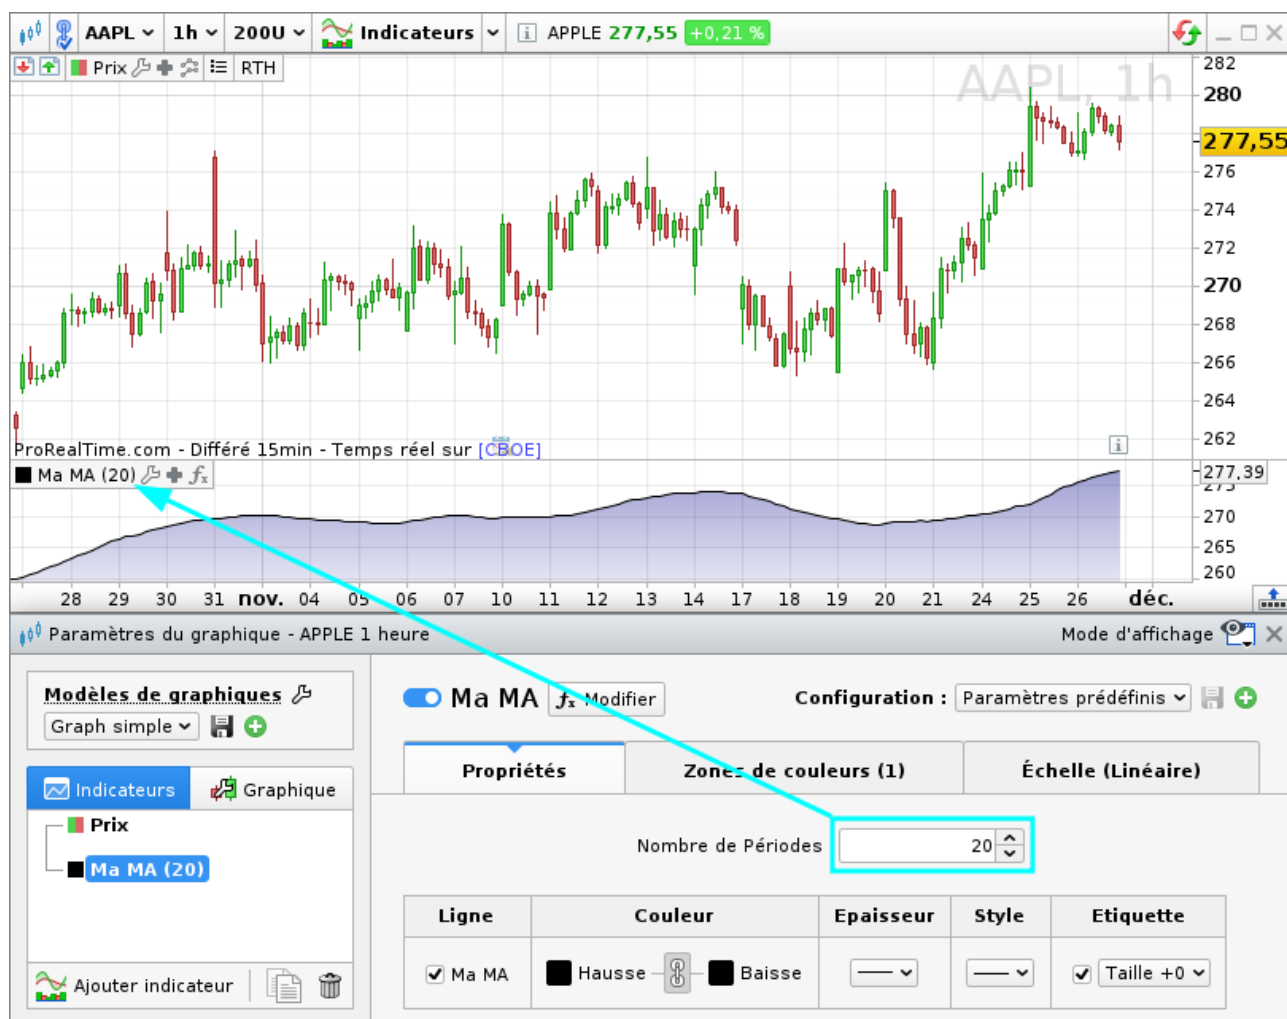 AAPL 1h 200U Indicateurs APPLE 277,55 +0,21 %
Prix RTH
AAPL, 1h
282
280
277,55
276
274
272
270
268
266
264
262
ProRealTime.com - Différé 15min - Temps réel sur [CBOE]
Ma MA (20) fx
277,39
275
270
265
260
28 29 30 31 nov. 04 05 06 07 10 11 12 13 14 17 18 19 20 21 24 25 26 déc.
Paramètres du graphique - APPLE 1 heure Mode d'affichage
Modèles de graphiques
Graph simple
Ma MA fx Modifier Configuration : Paramètres prédéfinis
Indicateurs Graphique
Propriétés Zones de couleurs (1) Échelle (Linéaire)
Prix
Ma MA (20)
Nombre de Périodes 20
Ligne Couleur Epaisseur Style Etiquette
Ma MA Hausse Baisse Taille +0
Ajouter indicateur